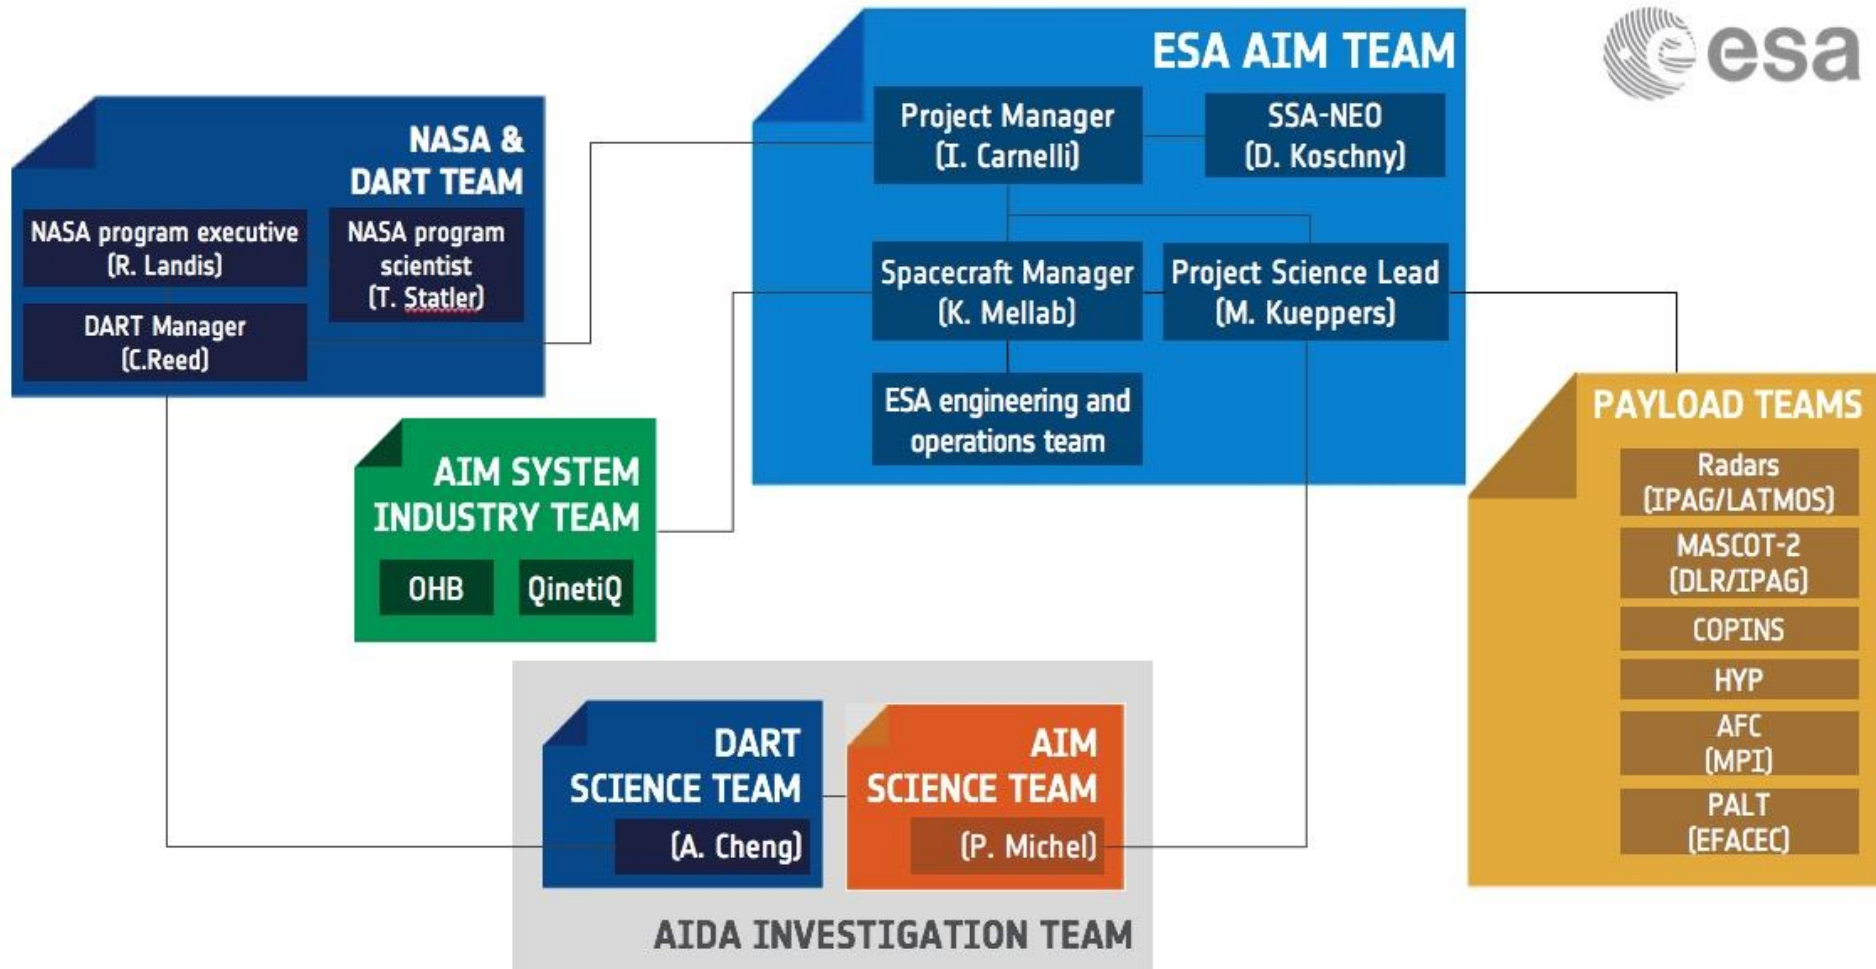 esa
ESA AIM TEAM
Project Manager
(I. Carnelli)
SSA-NEO
(D. Koschny)
Spacecraft Manager
(K. Mellab)
Project Science Lead
(M. Kueppers)
ESA engineering and
operations team
NASA &
DART TEAM
NASA program executive
(R. Landis)
NASA program
scientist
(T. Statler)
DART Manager
(C.Reed)
AIM SYSTEM
INDUSTRY TEAM
OHB
QinetiQ
PAYLOAD TEAMS
Radars
(IPAG/LATMOS)
MASCOT-2
(DLR/IPAG)
COPINS
HYP
AFC
(MPI)
PALT
(EFACEC)
DART
SCIENCE TEAM
(A. Cheng)
AIM
SCIENCE TEAM
(P. Michel)
AIDA INVESTIGATION TEAM